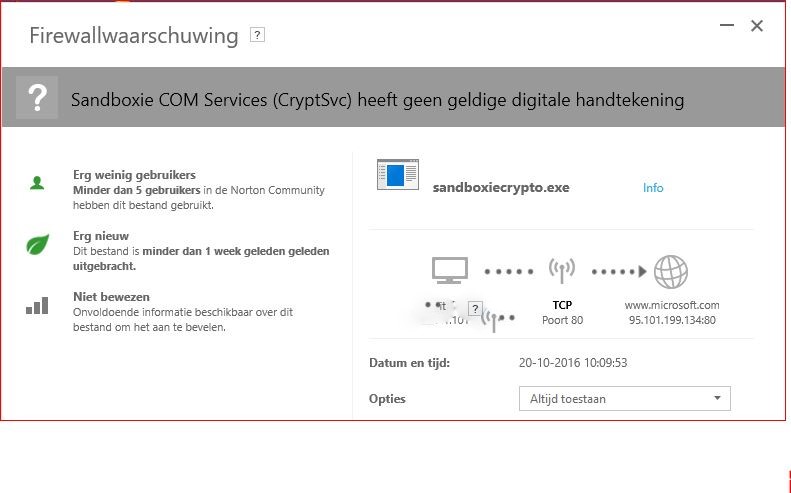 Firewallwaarschuwing ?
? Sandboxie COM Services (CryptSvc) heeft geen geldige digitale handtekening
Erg weinig gebruikers
Minder dan 5 gebruikers in de Norton Community
hebben dit bestand gebruikt.
Erg nieuw
Dit bestand is minder dan 1 week geleden geleden
uitgebracht.
Niet bewezen
Onvoldoende informatie beschikbaar over dit
bestand om het aan te bevelen.
sandboxiecrypto.exe Info
? TCP www.microsoft.com
Poort 80 95.101.199.134:80
Datum en tijd: 20-10-2016 10:09:53
Opties Altijd toestaan